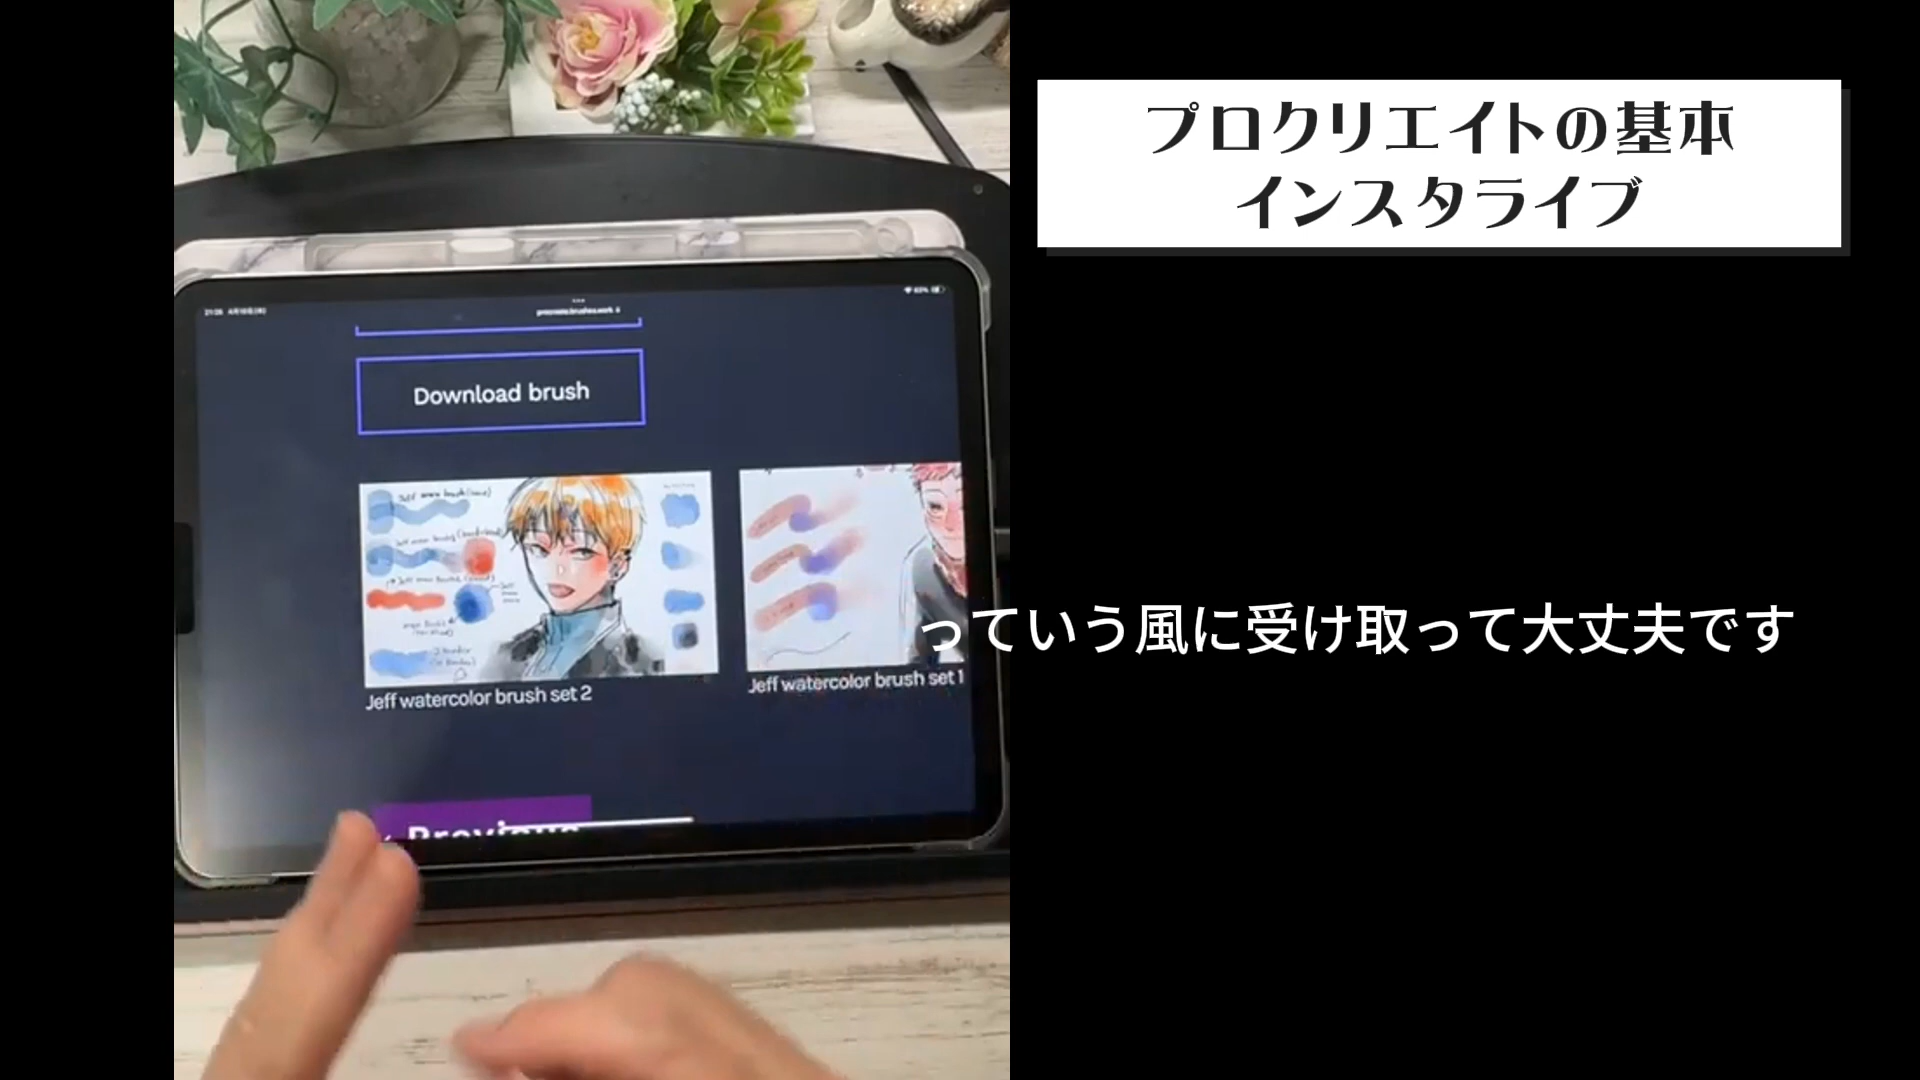 プロクリエイトの基本
インスタライブ
Download brush
Jeff watercolor brush set 2
Jeff watercolor brush set 1
っていう風に受け取って大丈夫です
Previous